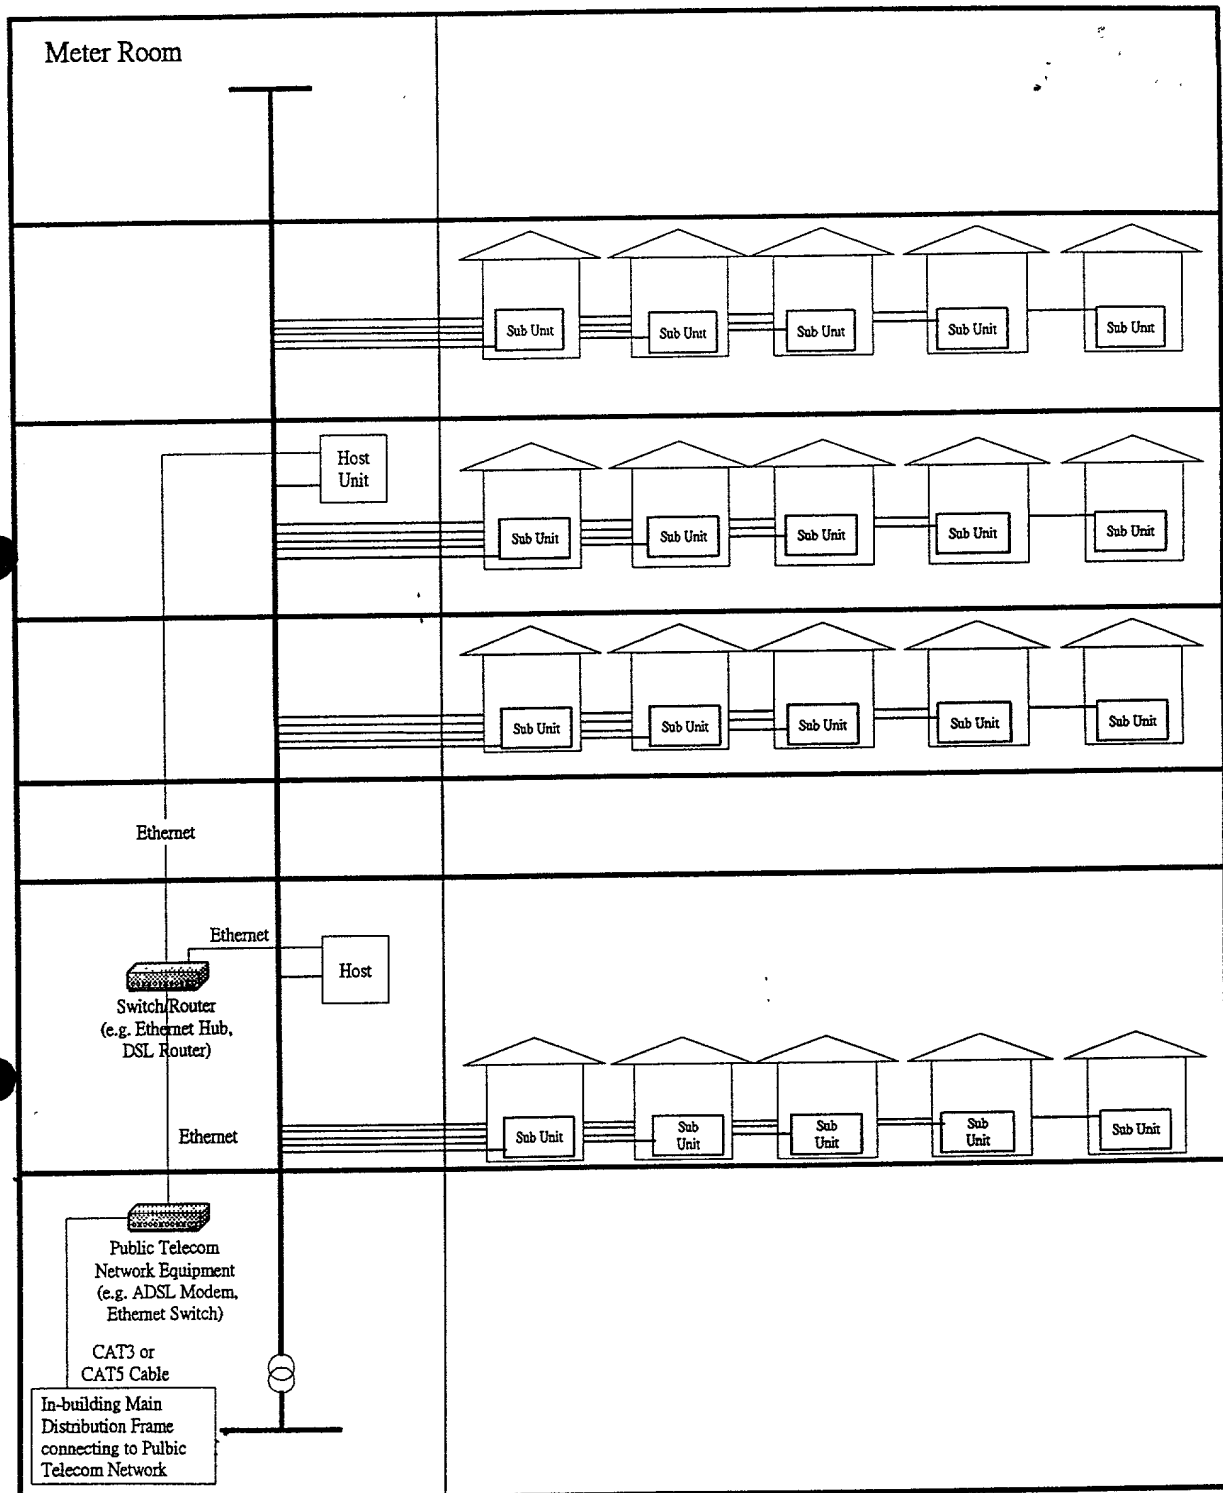 Meter Room
Sub Unit
Sub Unit
Sub Unit
Sub Unit
Sub Unit
Host
Unit
Sub Unit
Sub Unit
Sub Unit
Sub Unit
Sub Unit
Sub Unit
Sub Unit
Sub Unit
Sub Unit
Sub Unit
Ethernet
Ethernet
Host
Switch/Router
(e.g. Ethernet Hub,
DSL Router)
Ethernet
Sub Unit
Sub
Unit
Sub
Unit
Sub
Unit
Sub Unit
Public Telecom
Network Equipment
(e.g. ADSL Modem,
Ethernet Switch)
CAT3 or
CAT5 Cable
In-building Main
Distribution Frame
connecting to Pulbic
Telecom Network